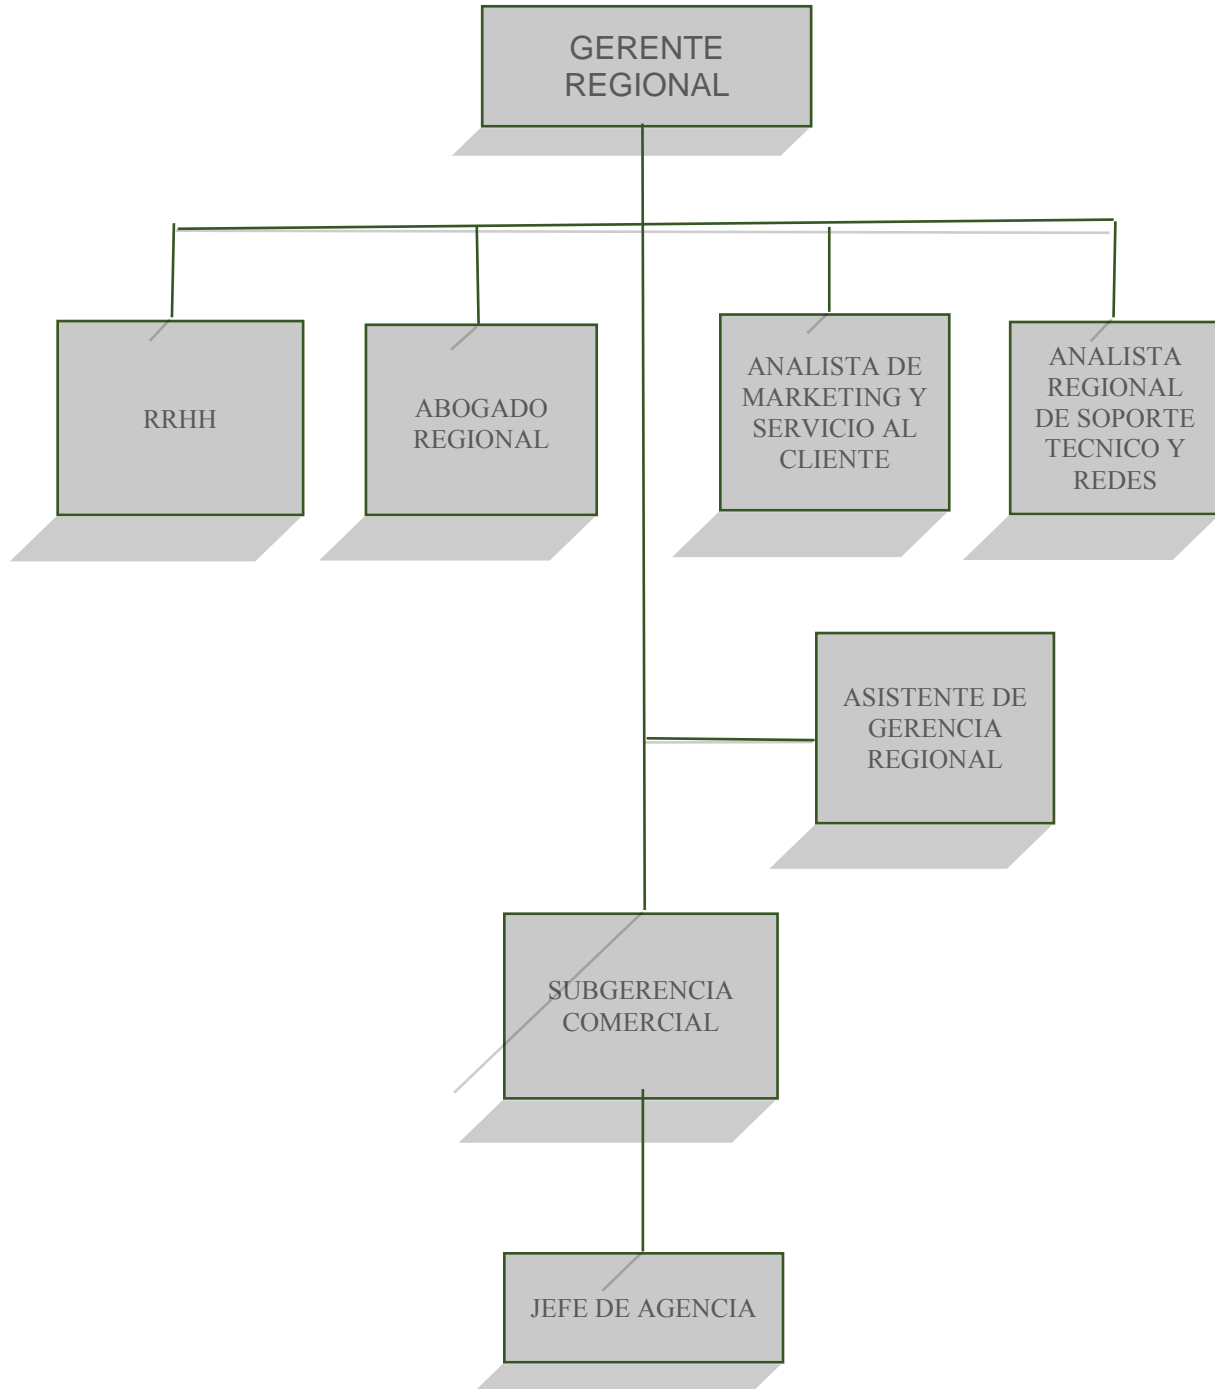 GERENTE
REGIONAL
RRHH
ABOGADO
REGIONAL
ANALISTA DE
MARKETING Y
SERVICIO AL
CLIENTE
ANALISTA
REGIONAL
DE SOPORTE
TECNICO Y
REDES
ASISTENTE DE
GERENCIA
REGIONAL
SUBGERENCIA
COMERCIAL
JEFE DE AGENCIA